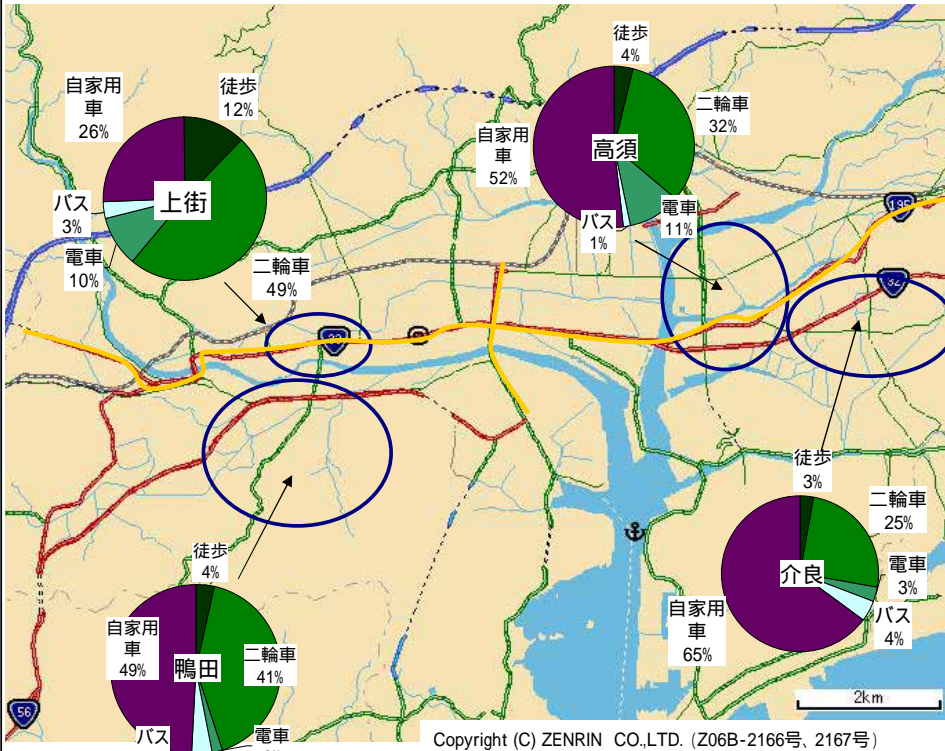 自家用
車
26%
徒歩
12%
上街
バス
3%
電車
10%
二輪車
49%
徒歩
4%
自家用
車
52%
二輪車
32%
高須
バス
1%
電車
11%
195
32
徒歩
3%
二輪車
25%
介良
電車
3%
バス
4%
自家用
車
65%
徒歩
4%
自家用
車
49%
鴨田
二輪車
41%
バス
電車
56
2km
Copyright (C) ZENRIN CO.,LTD. (Z06B-2166号、2167号)